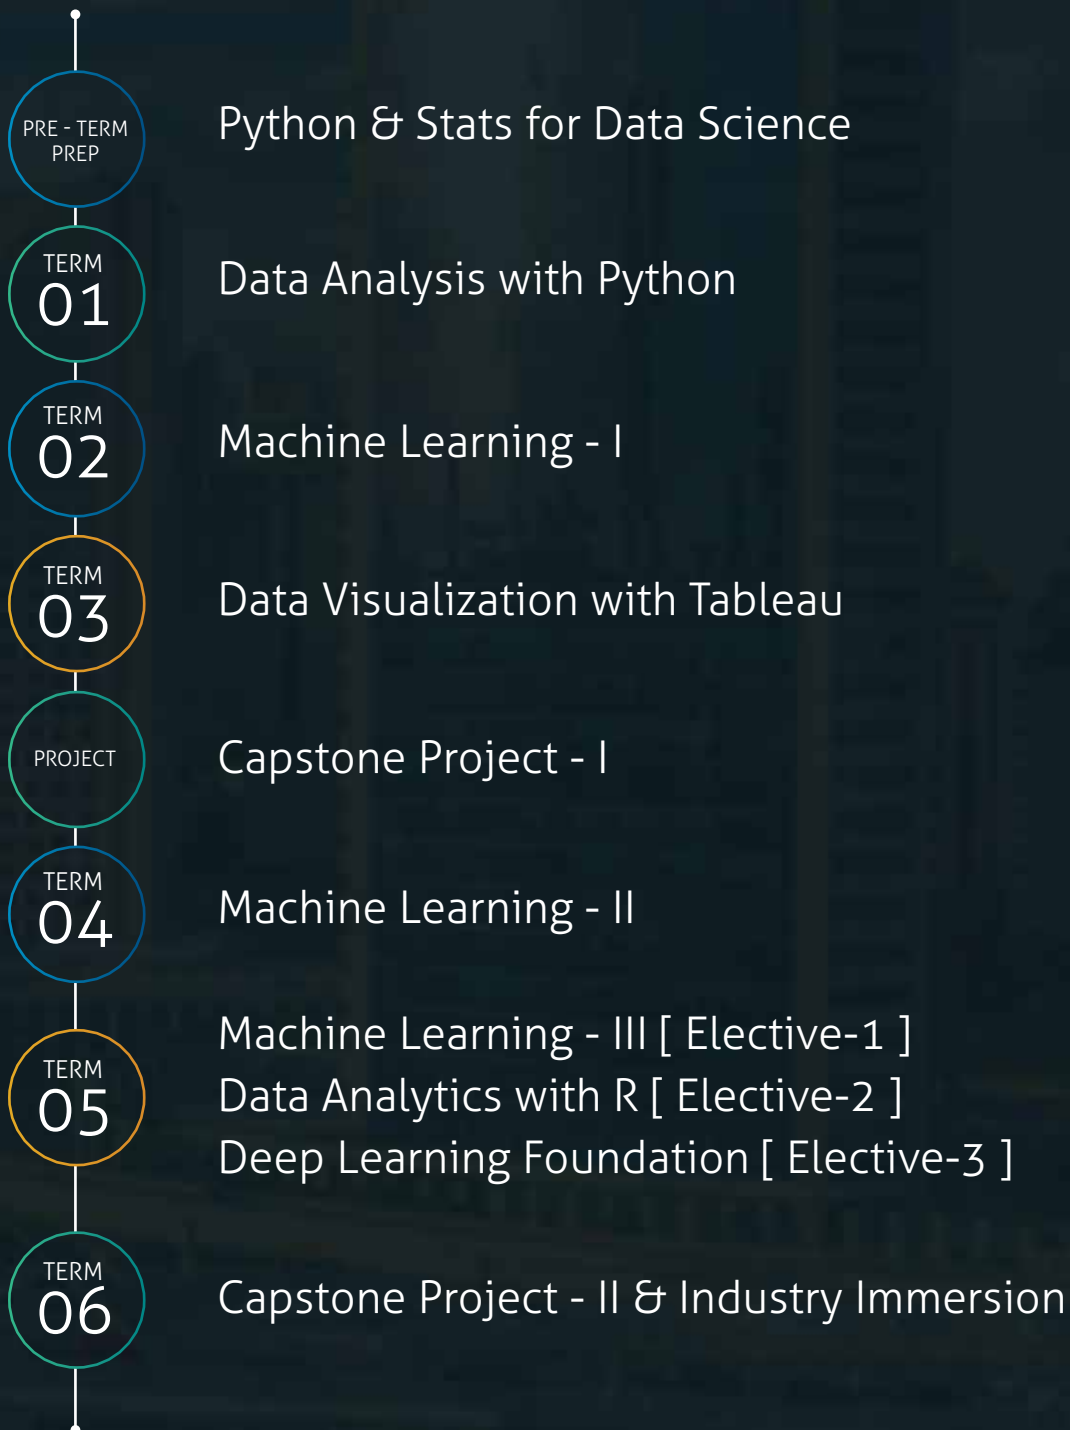 PRE - TERM
PREP
Python & Stats for Data Science
TERM
01
Data Analysis with Python
TERM
02
Machine Learning - I
TERM
03
Data Visualization with Tableau
PROJECT
Capstone Project - I
TERM
04
Machine Learning - II
TERM
05
Machine Learning - III [ Elective-1 ]
Data Analytics with R [ Elective-2 ]
Deep Learning Foundation [ Elective-3 ]
TERM
06
Capstone Project - II & Industry Immersion